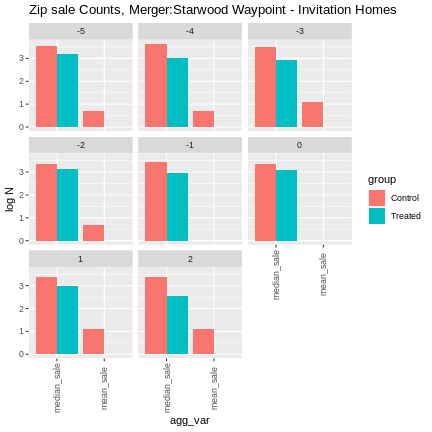 Zip sale Counts, Merger:Starwood Waypoint - Invitation Homes
-5
-4
-3
3
2
1
0
-2
-1
0
3
2
1
0
1
2
3
2
1
0
log N
median_sale
mean_sale
median_sale
mean_sale
median_sale
mean_sale
agg_var
group
Control
Treated